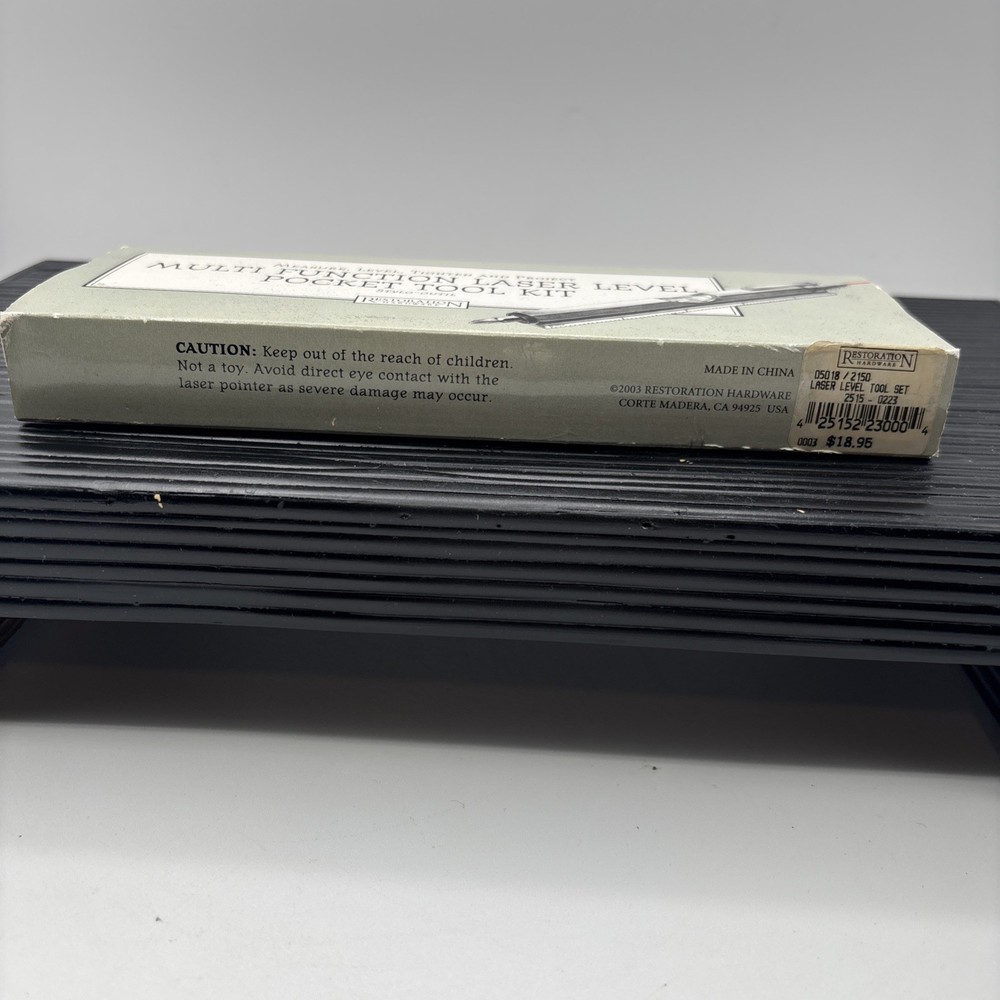 MEASURE, LEVEL, TIGHTEN AND PROJECT
MULTI FUNCTION LASER LEVEL
POCKET TOOL KIT
RESTORATION
CAUTION: Keep out of the reach of children.
Not a toy. Avoid direct eye contact with the
laser pointer as severe damage may occur.
MADE IN CHINA
©2003 RESTORATION HARDWARE
CORTE MADERA, CA 94925 USA
RESTORATION
HARDWARE
05018 / 2150
LASER LEVEL TOOL SET
2515 - 0223
4 25152 23000 4
0003 $18.95